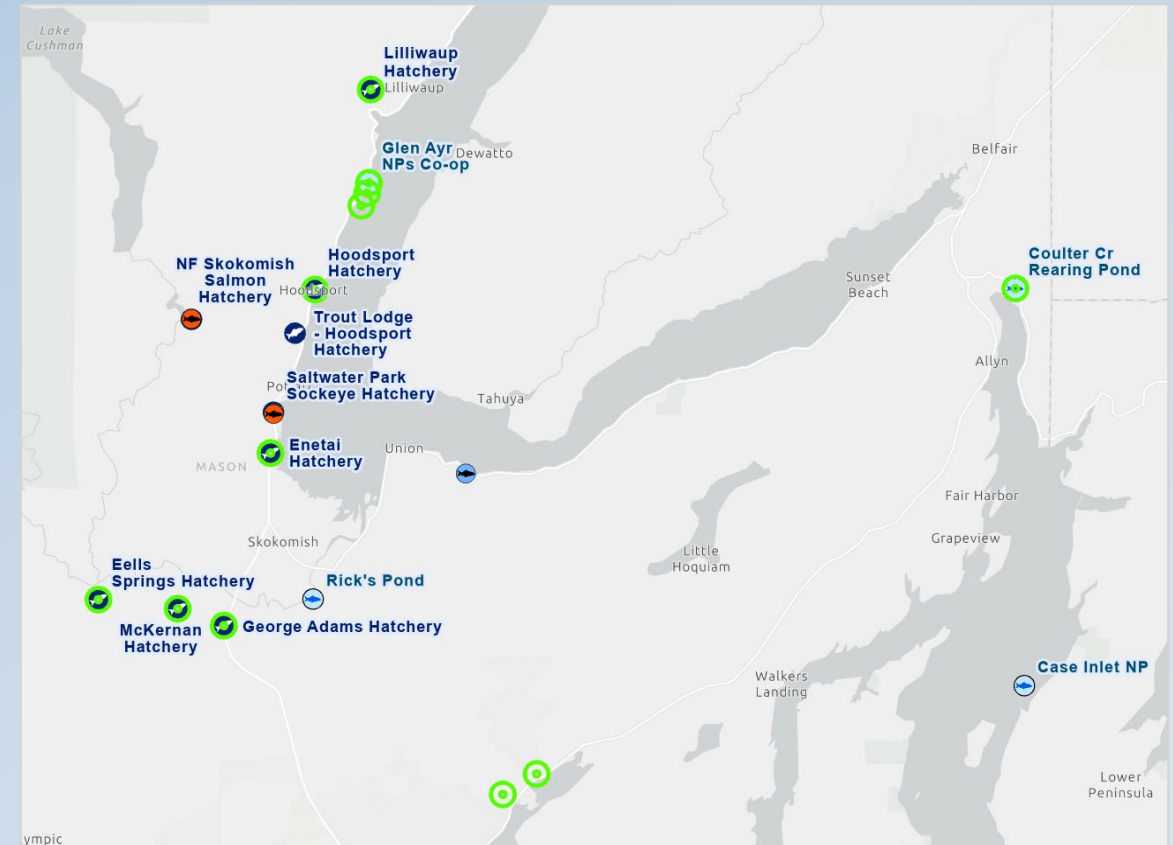 Lake
Cushman
Lilliwaup
Hatchery
Lilliwaup
Glen Ayr
NPs Co-op
Dewatto
Belfair
Hoodsport
Hatchery
NF Skokomish
Salmon
Hatchery
Hoodsport
Coulter Cr
Rearing Pond
Sunset
Beach
Trout Lodge
- Hoodsport
Hatchery
Allyn
Saltwater Park
Sockeye Hatchery
Tahuya
Enetai
Hatchery
Union
MASON
Fair Harbor
Skokomish
Grapeview
Little
Hoquiam
Eells
Springs Hatchery
Rick's Pond
McKernan
Hatchery
George Adams Hatchery
Case Inlet NP
Walkers
Landing
Lower
Peninsula